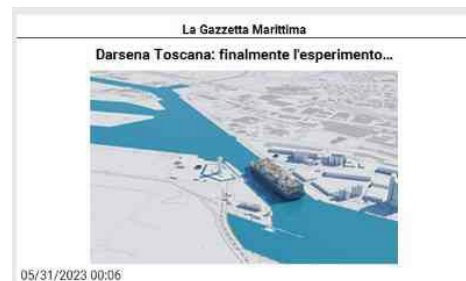 La Gazzetta Marittima
Darsena Toscana: finalmente l'esperimento...
05/31/2023 00:06